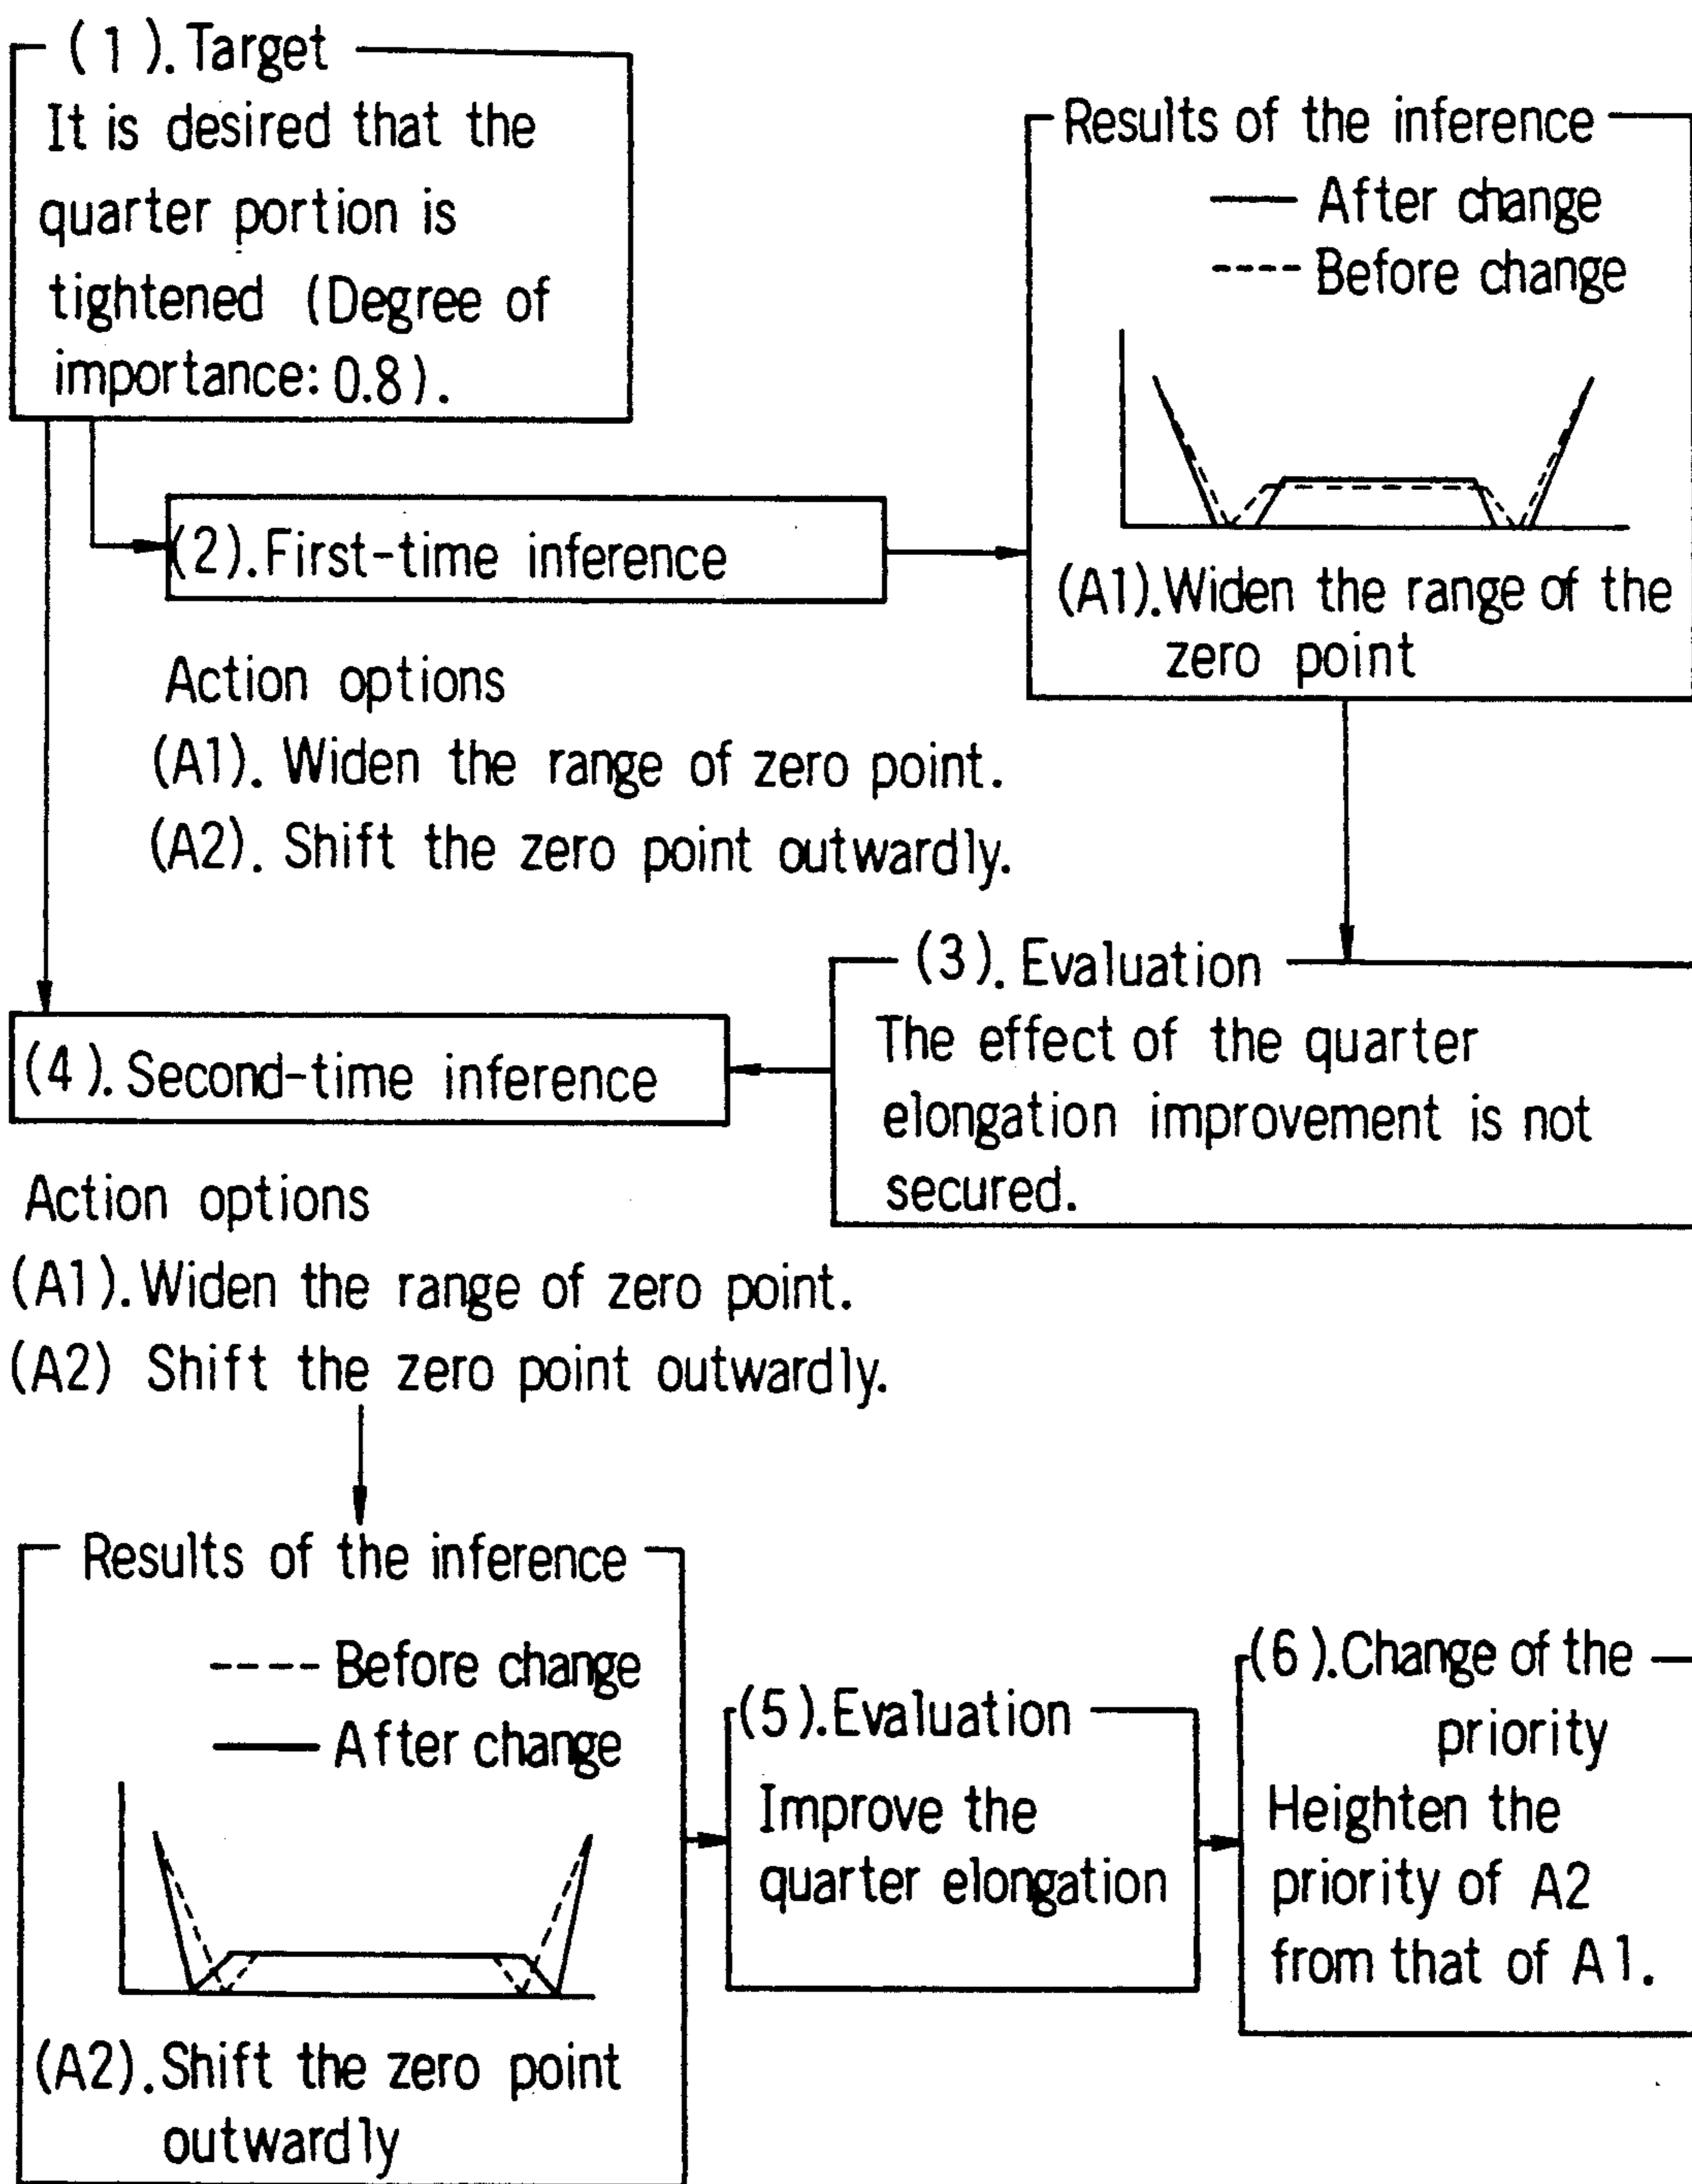 (1). Target
It is desired that the
quarter portion is
tightened (Degree of
importance: 0.8).
Results of the inference
After change
Before change
(A1). Widen the range of the
zero point
(2). First-time inference
Action options
(A1). Widen the range of zero point.
(A2). Shift the zero point outwardly.
(3). Evaluation
The effect of the quarter
elongation improvement is not
secured.
(4). Second-time inference
Action options
(A1). Widen the range of zero point.
(A2) Shift the zero point outwardly.
Results of the inference
Before change
After change
(A2). Shift the zero point
outwardly
(5). Evaluation
Improve the
quarter elongation
(6). Change of the
priority
Heighten the
priority of A2
from that of A1.